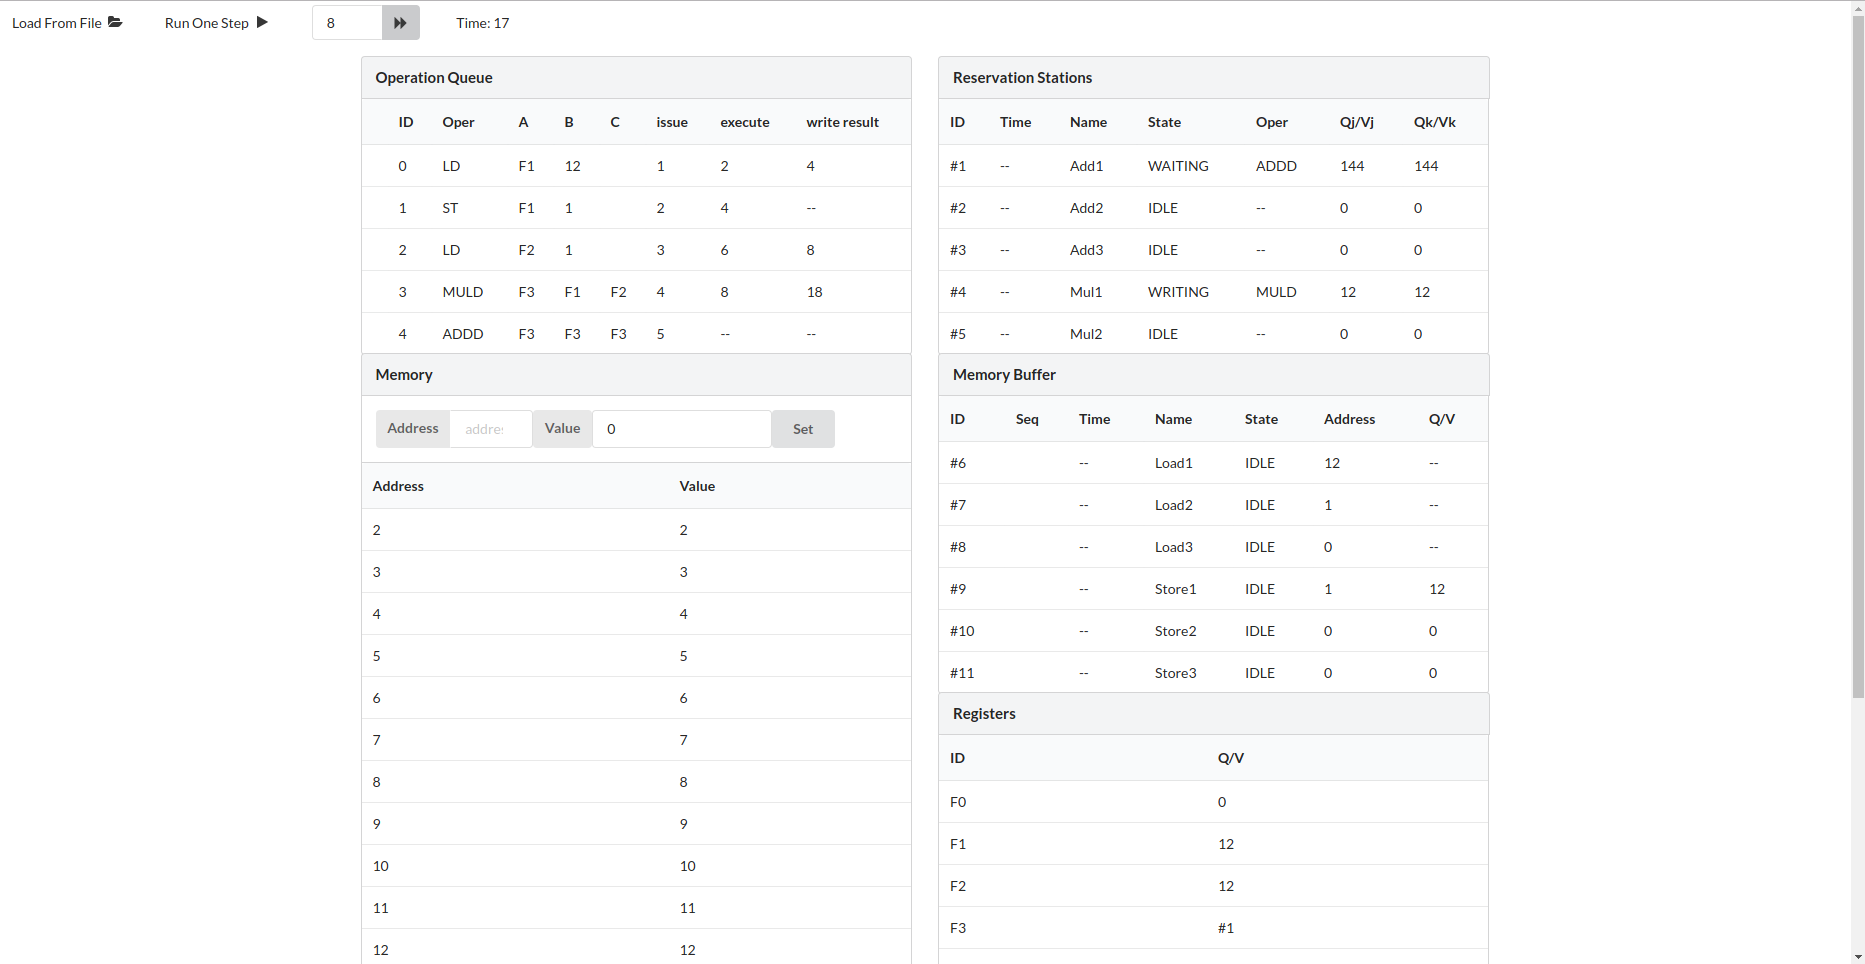 Load From File Run One Step 8 Time: 17
Operation Queue
ID Oper A B C issue execute write result
0 LD F1 12 1 2 4
1 ST F1 1 2 4 --
2 LD F2 1 3 6 8
3 MULD F3 F1 F2 4 8 18
4 ADDD F3 F3 F3 5 -- --
Memory
Address addre Value 0 Set
Address Value
2 2
3 3
4 4
5 5
6 6
7 7
8 8
9 9
10 10
11 11
12 12
Reservation Stations
ID Time Name State Oper Qj/Vj Qk/Vk
#1 -- Add1 WAITING ADDD 144 144
#2 -- Add2 IDLE -- 0 0
#3 -- Add3 IDLE -- 0 0
#4 -- Mul1 WRITING MULD 12 12
#5 -- Mul2 IDLE -- 0 0
Memory Buffer
ID Seq Time Name State Address Q/V
#6 -- Load1 IDLE 12 --
#7 -- Load2 IDLE 1 --
#8 -- Load3 IDLE 0 --
#9 -- Store1 IDLE 1 12
#10 -- Store2 IDLE 0 0
#11 -- Store3 IDLE 0 0
Registers
ID Q/V
F0 0
F1 12
F2 12
F3 #1